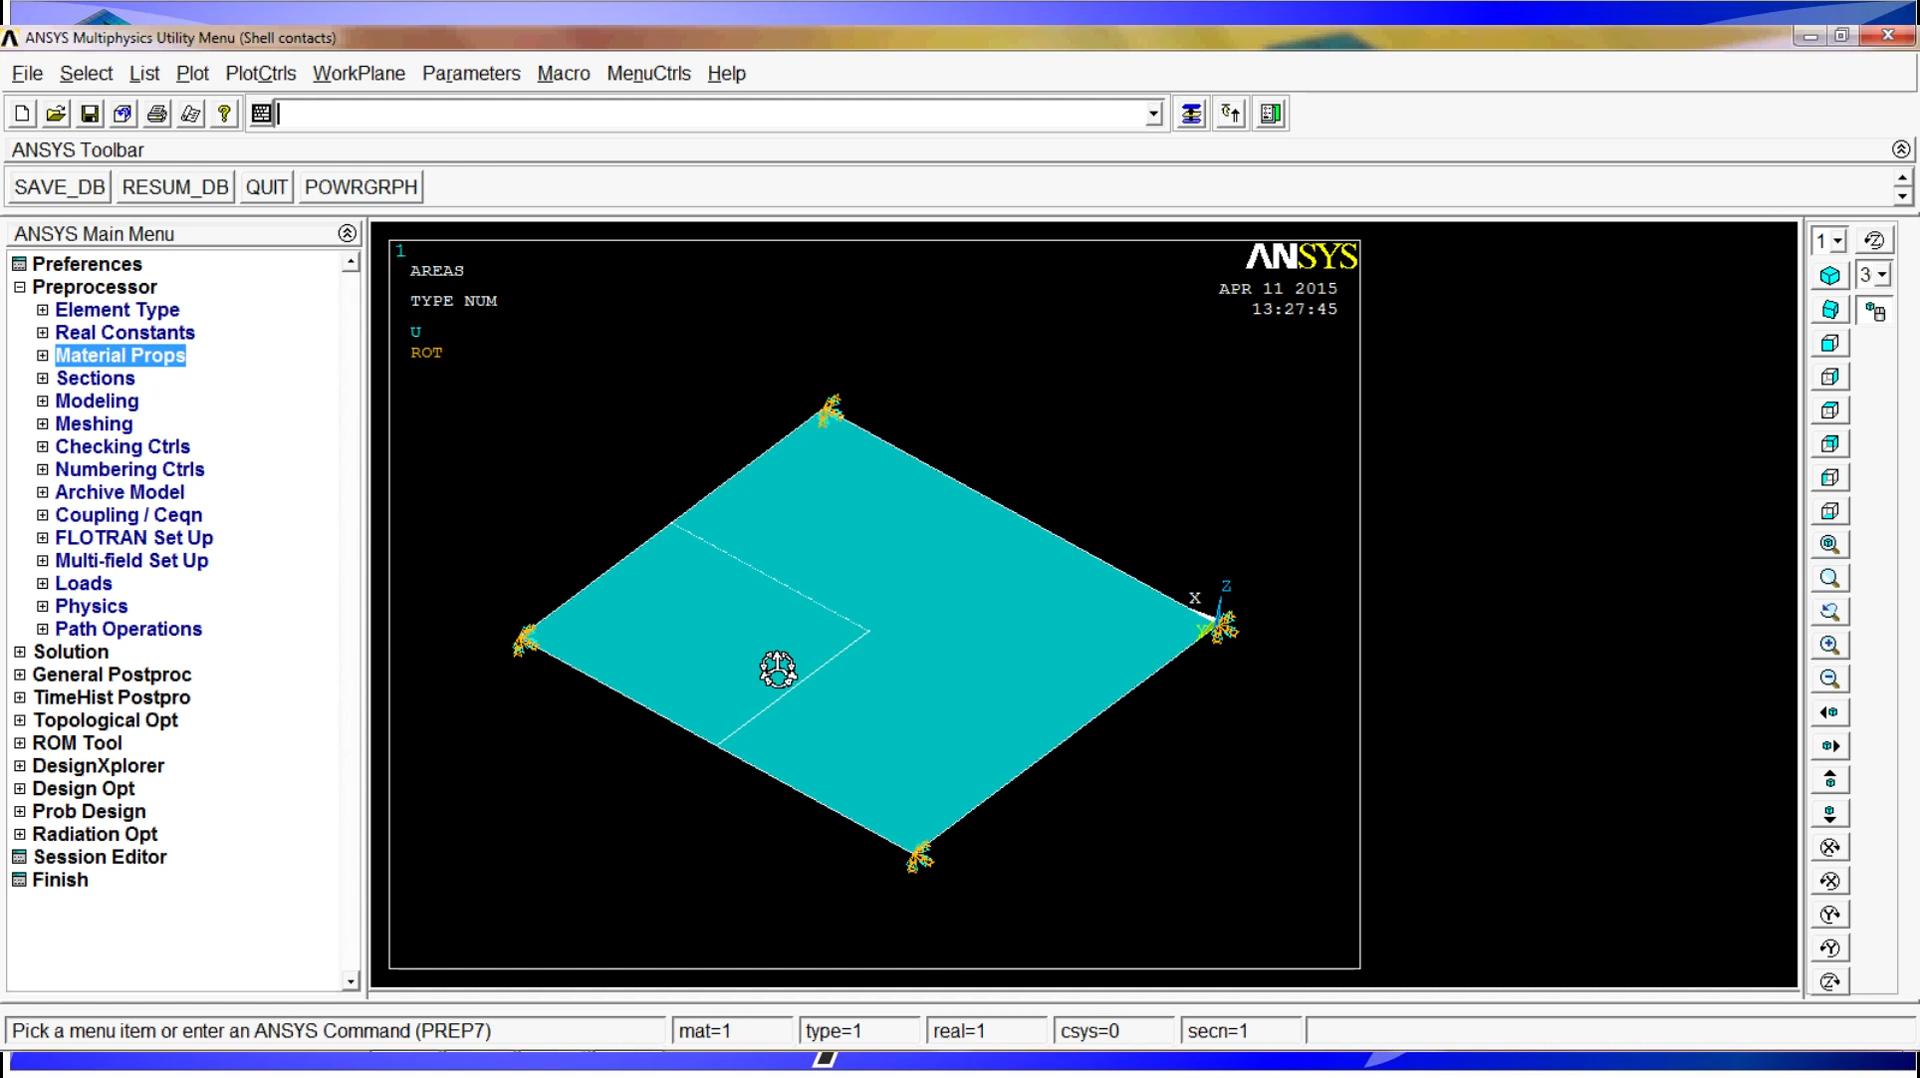 ANSYS Multiphysics Utility Menu (Shell contacts)
File Select List Plot PlotCtrls WorkPlane Parameters Macro MenuCtrls Help
ANSYS Toolbar
SAVE_DB RESUM_DB QUIT POWRGRPH
ANSYS Main Menu
Preferences
Preprocessor
Element Type
Real Constants
Material Props
Sections
Modeling
Meshing
Checking Ctrls
Numbering Ctrls
Archive Model
Coupling / Ceqn
FLOTRAN Set Up
Multi-field Set Up
Loads
Physics
Path Operations
Solution
General Postproc
TimeHist Postpro
Topological Opt
ROM Tool
DesignXplorer
Design Opt
Prob Design
Radiation Opt
Session Editor
Finish
1
AREAS
TYPE NUM
U
ROT
ANSYS
APR 11 2015
13:27:45
X Z
Y
1
3
Pick a menu item or enter an ANSYS Command (PREP7) mat=1 type=1 real=1 csys=0 secn=1